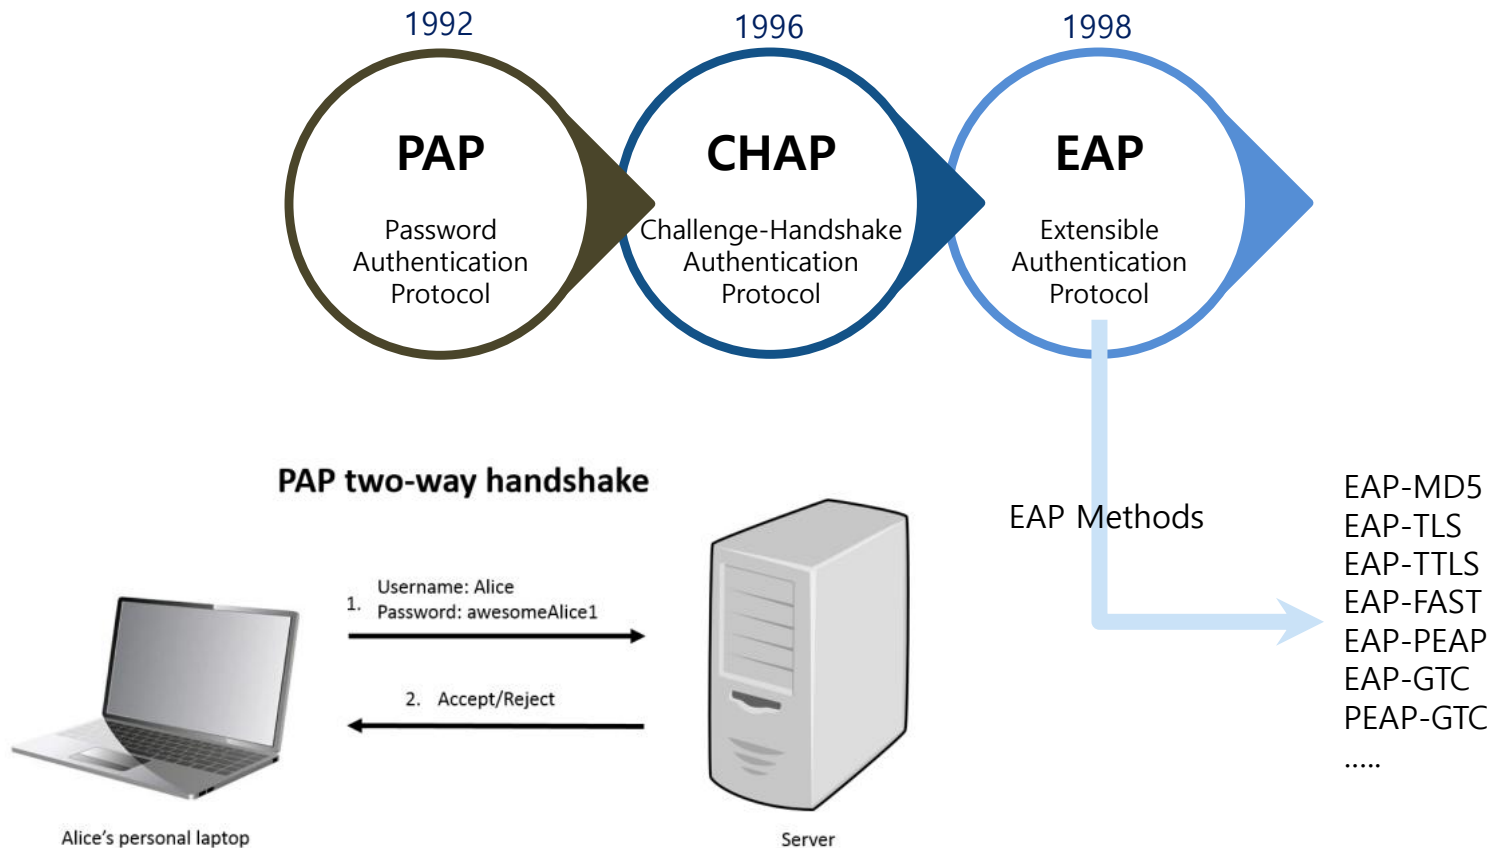 1992
1996
1998
PAP
Password
Authentication
Protocol
CHAP
Challenge-Handshake
Authentication
Protocol
EAP
Extensible
Authentication
Protocol
PAP two-way handshake
1. Username: Alice
Password: awesomeAlice1
2. Accept/Reject
Alice's personal laptop
Server
EAP Methods
EAP-MD5
EAP-TLS
EAP-TTLS
EAP-FAST
EAP-PEAP
EAP-GTC
PEAP-GTC
.....